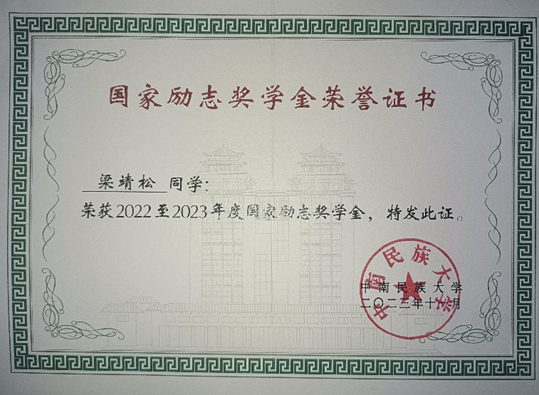 国家励志奖学金荣誉证书
梁靖松 同学:
荣获2022至2023年度国家励志奖学金，特发此证。
中南民族大学
中南民族大学
二〇二三年十一月